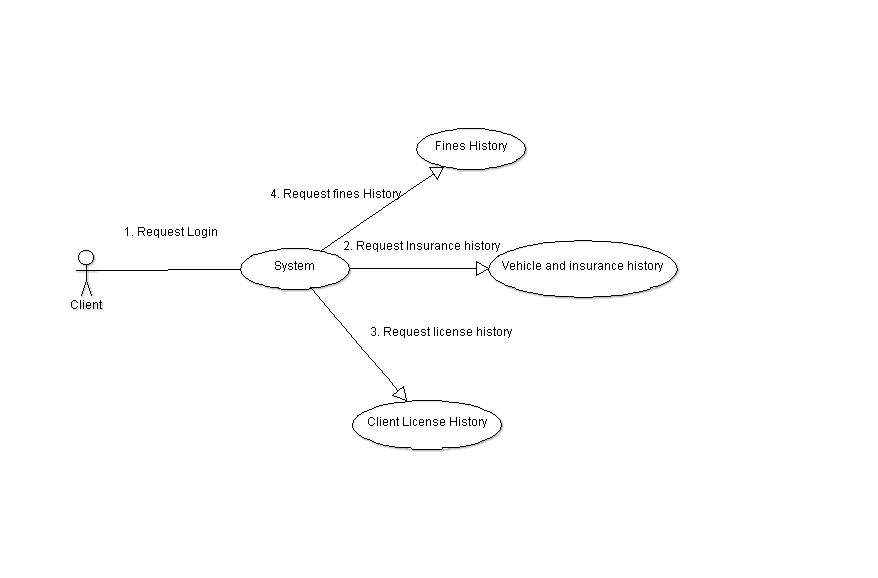 Fines History
4. Request fines History
1. Request Login
2. Request Insurance history
System
Vehicle and insurance history
Client
3. Request license history
Client License History